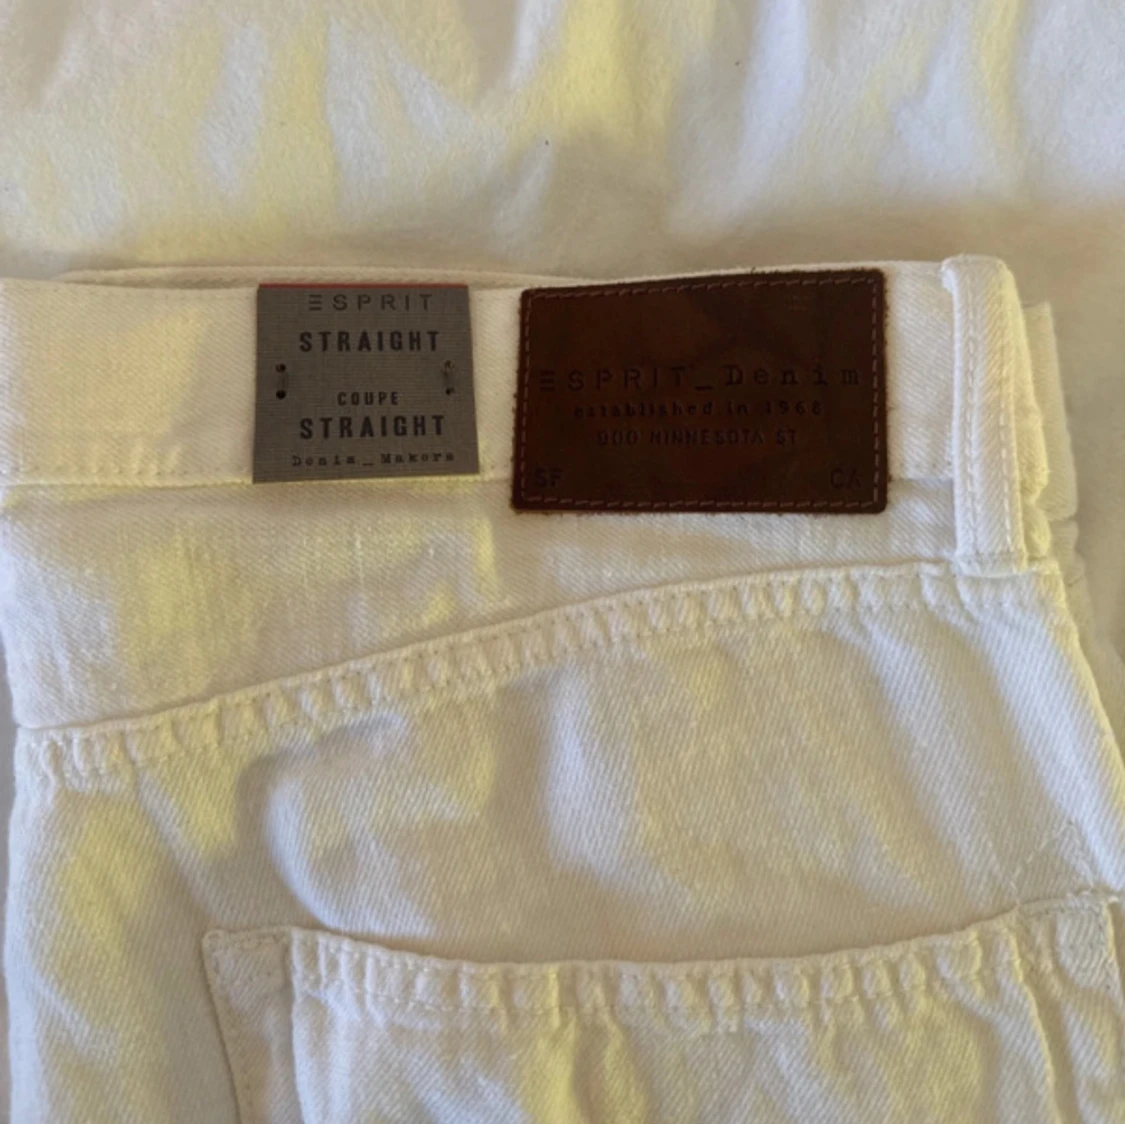 ESPRIT
STRAIGHT
COUPE
STRAIGHT
Denim_Makers
ESPRIT_Denim
established in 1968
900 MINNESOTA ST
SF CA